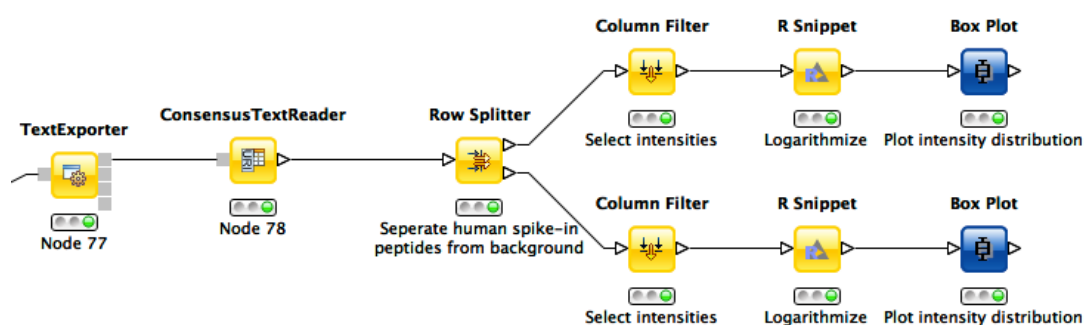 Column Filter
R Snippet
Box Plot
TextExporter
ConsensusTextReader
Row Splitter
Select intensities
Logarithmize
Plot intensity distribution
Node 77
Node 78
Seperate human spike-in
peptides from background
Column Filter
R Snippet
Box Plot
Select intensities
Logarithmize
Plot intensity distribution